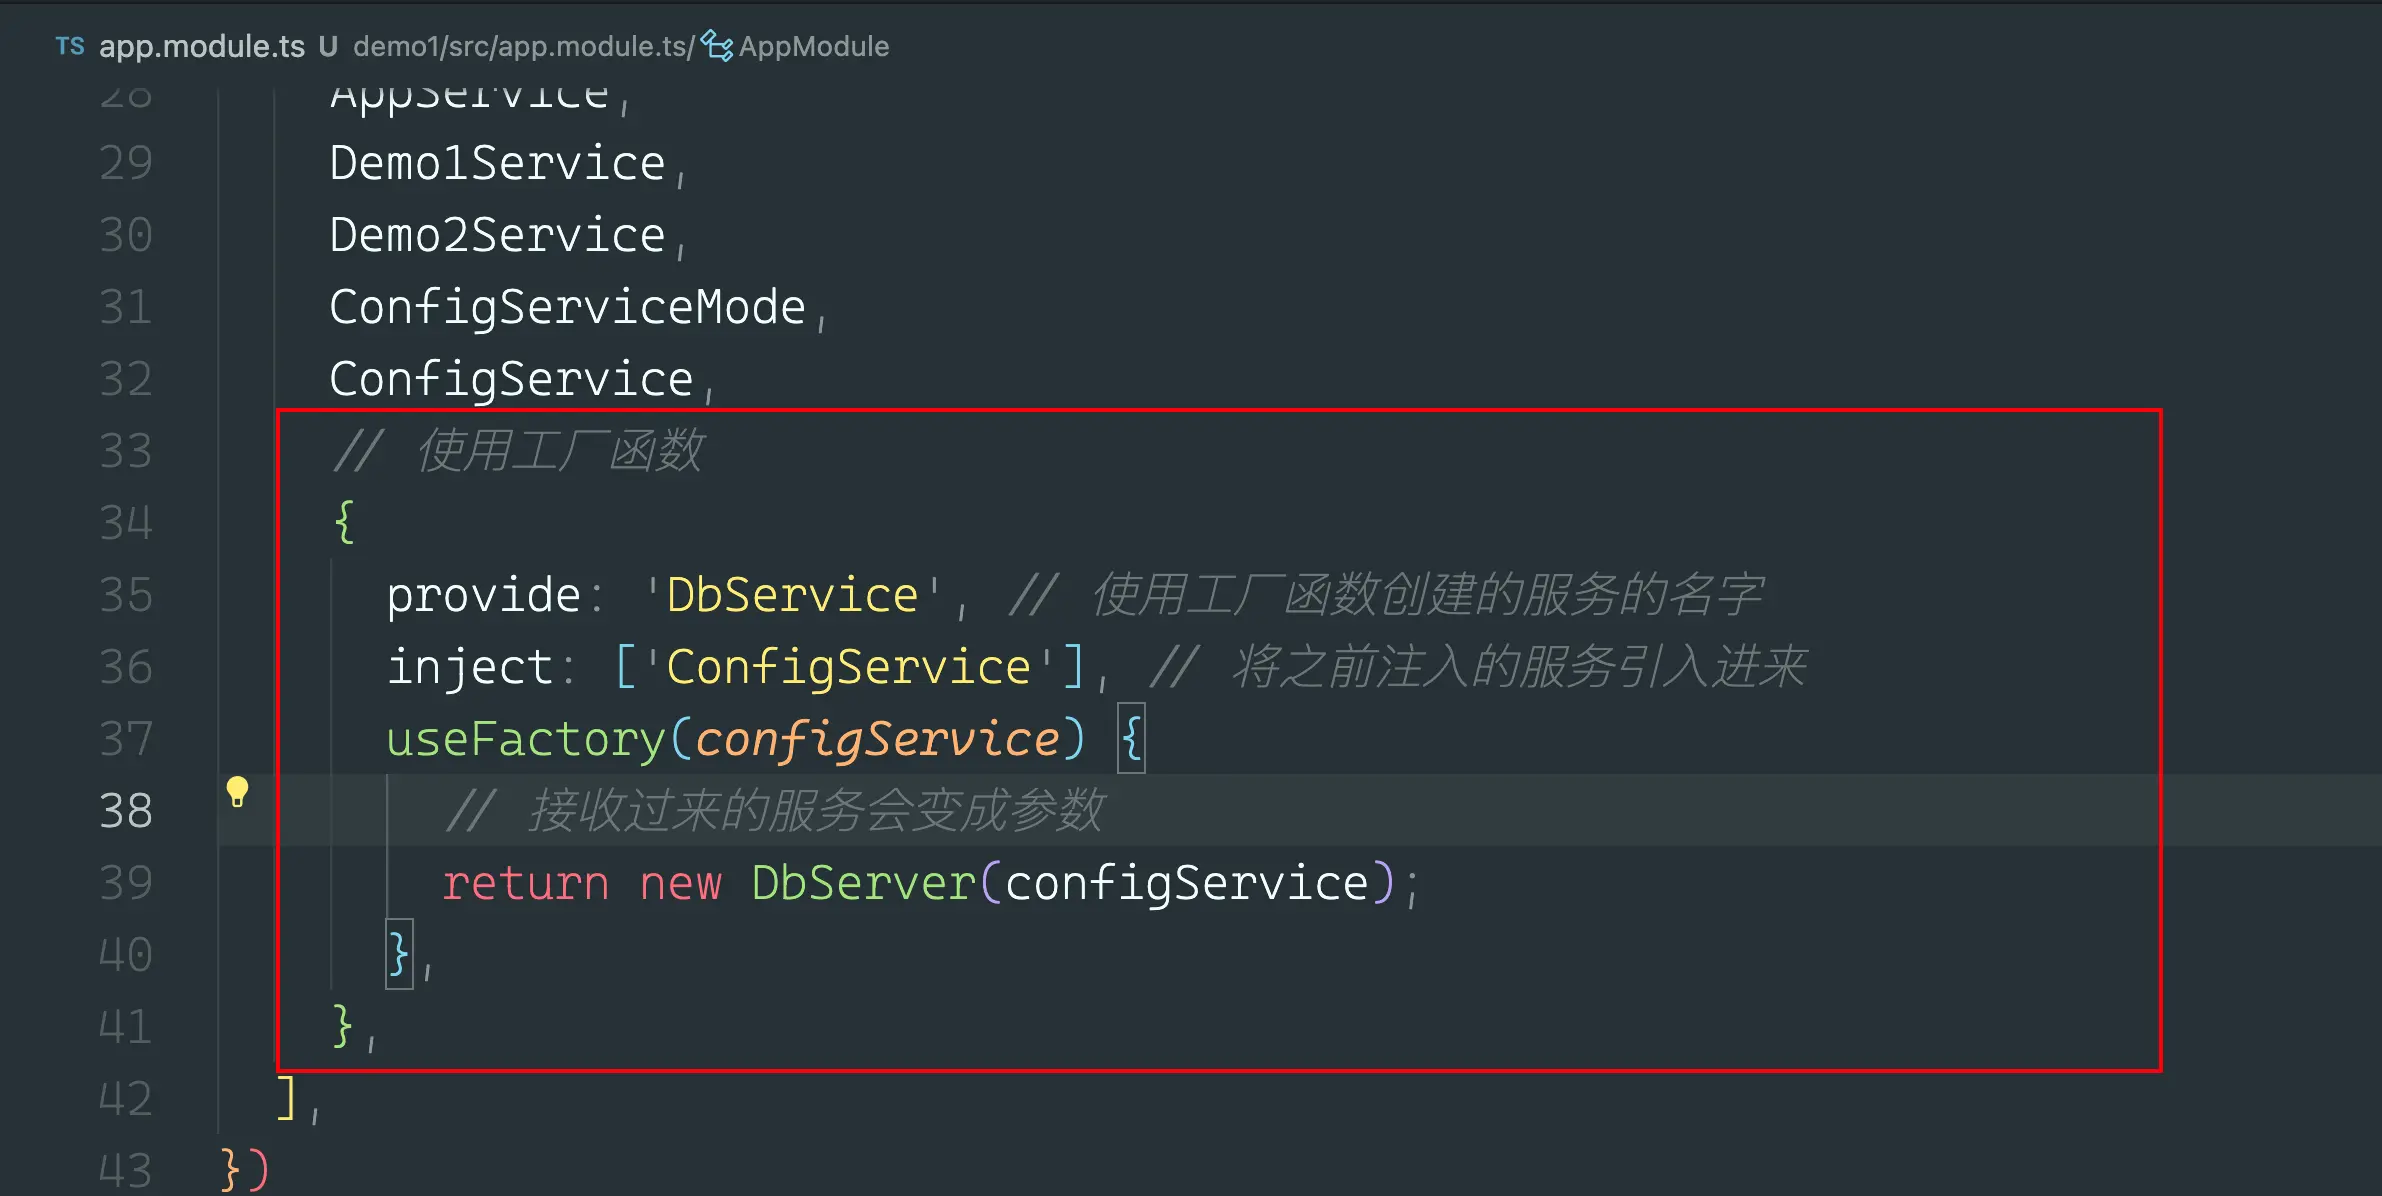 TS app.module.ts U demo1/src/app.module.ts/ AppModule
28 AppService,
29 Demo1Service,
30 Demo2Service,
31 ConfigServiceMode,
32 ConfigService,
33 // 使用工厂函数
34 {
35 provide: 'DbService', // 使用工厂函数创建的服务的名字
36 inject: ['ConfigService'], // 将之前注入的服务引入进来
37 useFactory(configService) {
38 // 接收过来的服务会变成参数
39 return new DbServer(configService);
40 },
41 },
42 ],
43 })